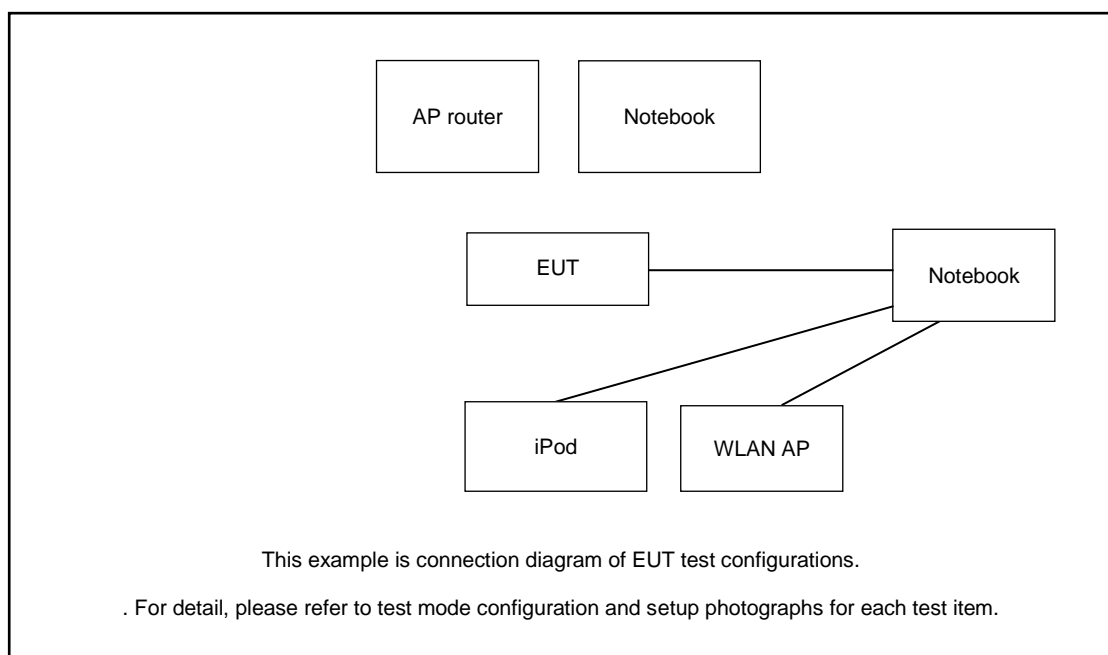 AP router
Notebook
EUT
Notebook
iPod
WLAN AP
This example is connection diagram of EUT test configurations.
. For detail, please refer to test mode configuration and setup photographs for each test item.